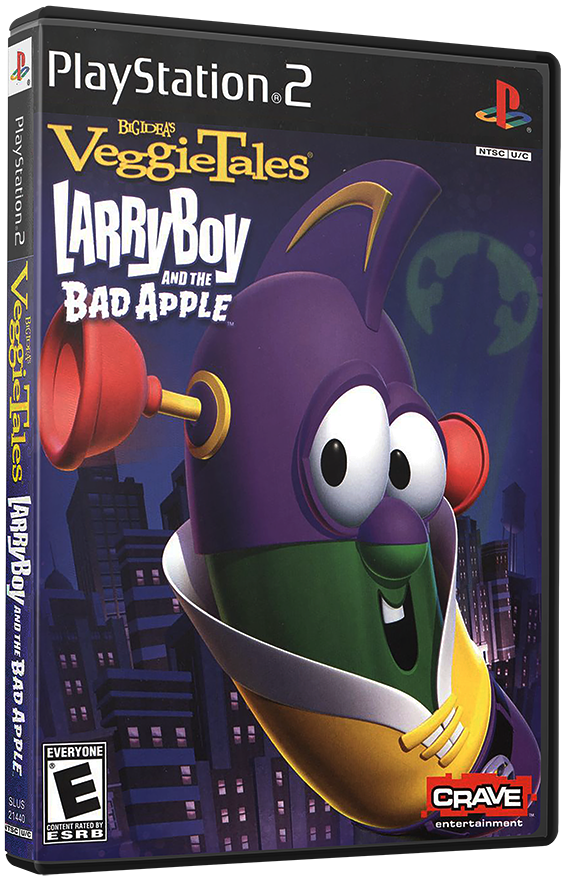 PlayStation®2
NTSC U/C
BIG IDEA'S
VEGGIETALES®
LARRYBOY
AND THE
BAD APPLE™
EVERYONE
E
®
CONTENT RATED BY
ESRB
CRAVE
entertainment™
PlayStation®2
BIG IDEA'S
VEGGIETALES
LARRYBOY AND THE BAD APPLE
SLUS
21440
NTSC U/C